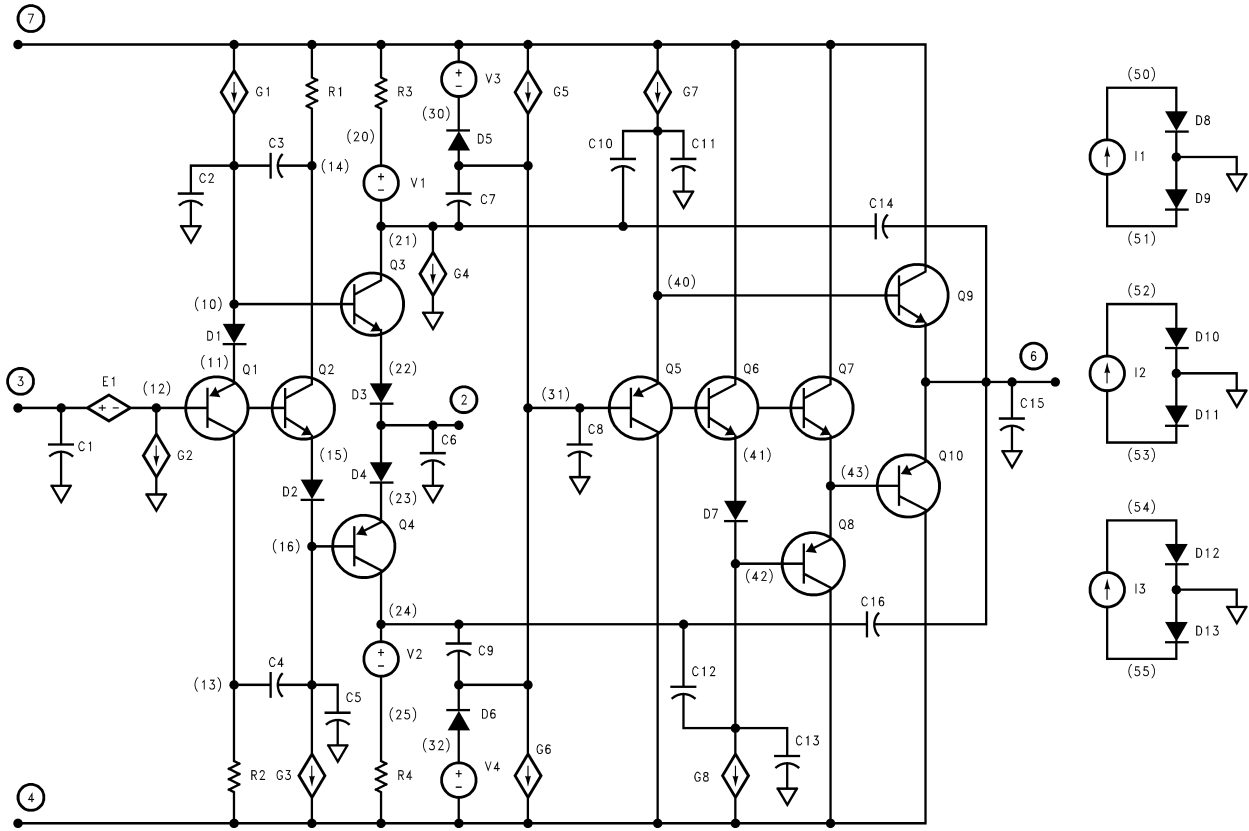 7
G1
R1
R3
V3
G5
G7
(50)
(30)
D8
(20)
D5
C3
C10
C11
I1
(14)
C2
V1
C7
D9
C14
(21)
(51)
Q3
G4
(40)
Q9
(10)
(52)
D1
D10
(11)
Q1
Q2
(22)
Q5
Q6
Q7
6
3
E1
(12)
D3
2
(31)
I2
C15
C1
G2
(15)
C6
C8
(41)
D11
(53)
D2
D4
(23)
(43)
Q10
(54)
Q4
D7
Q8
(16)
(42)
D12
I3
(24)
C16
D13
V2
C9
C4
C12
(55)
(13)
C5
(25)
D6
(32)
C13
G6
R2
G3
R4
V4
G8
4